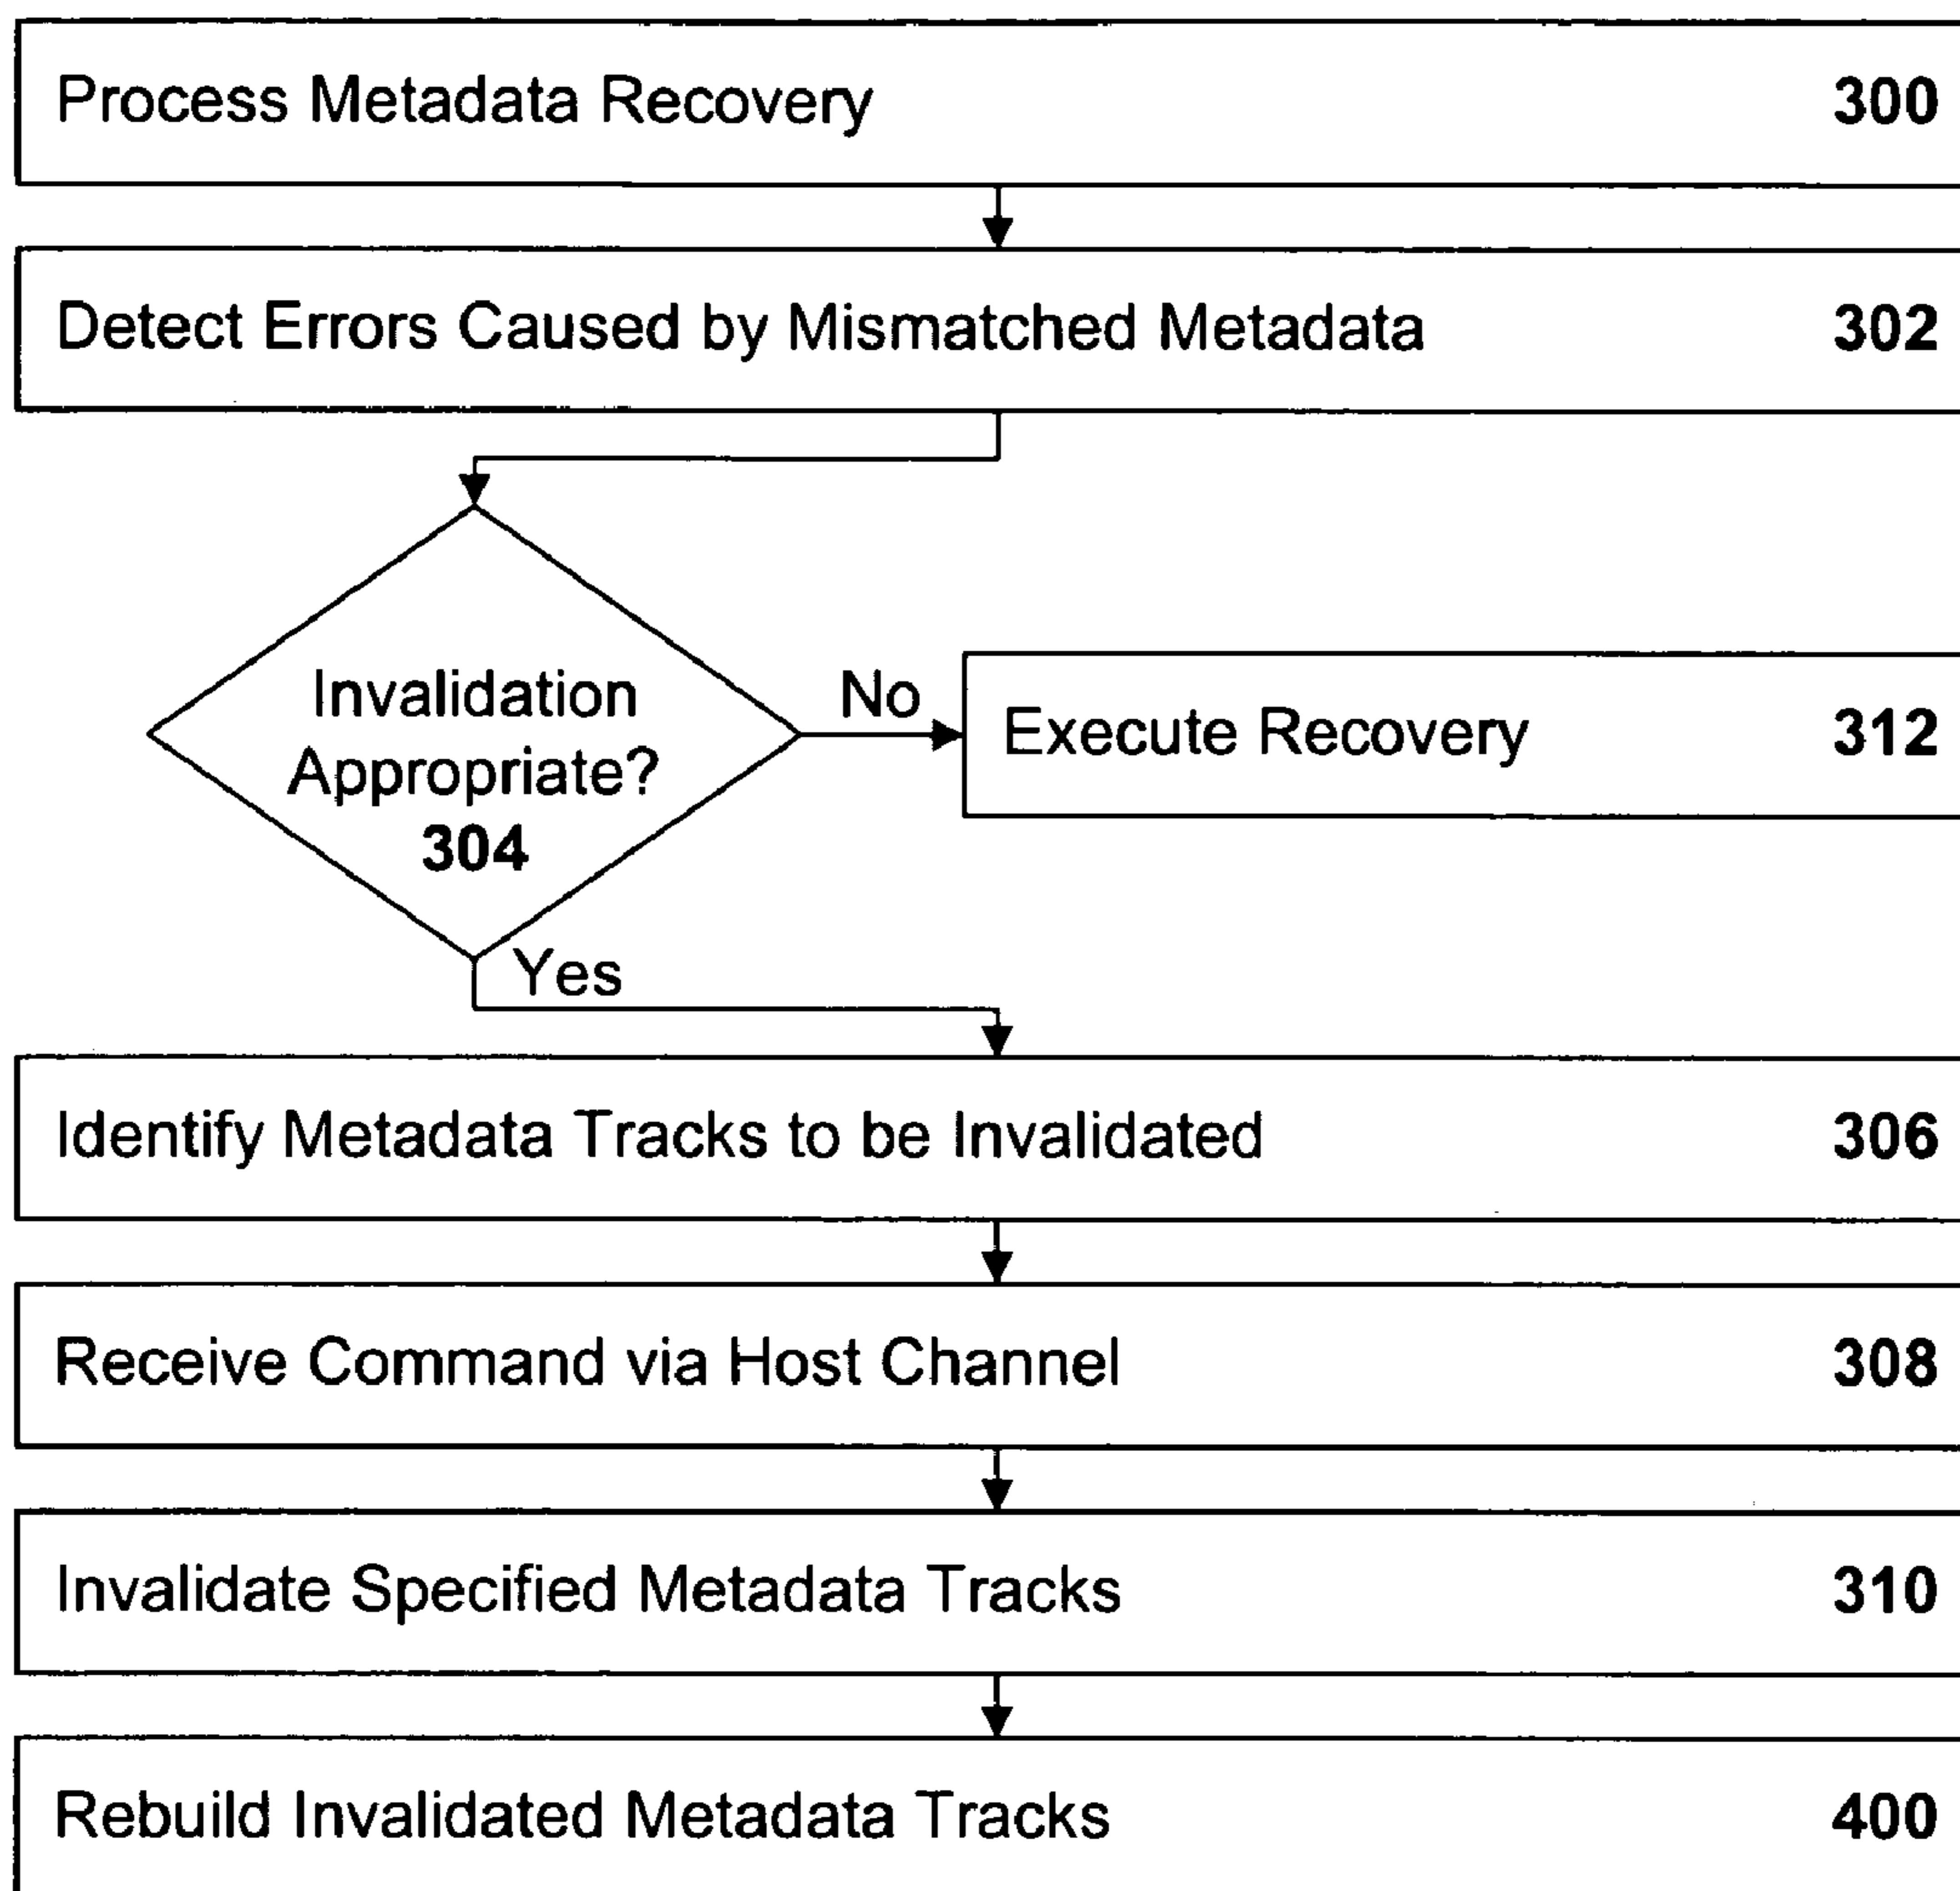 Process Metadata Recovery 300
Detect Errors Caused by Mismatched Metadata 302
Invalidation
Appropriate?
304
No
Execute Recovery 312
Yes
Identify Metadata Tracks to be Invalidated 306
Receive Command via Host Channel 308
Invalidate Specified Metadata Tracks 310
Rebuild Invalidated Metadata Tracks 400